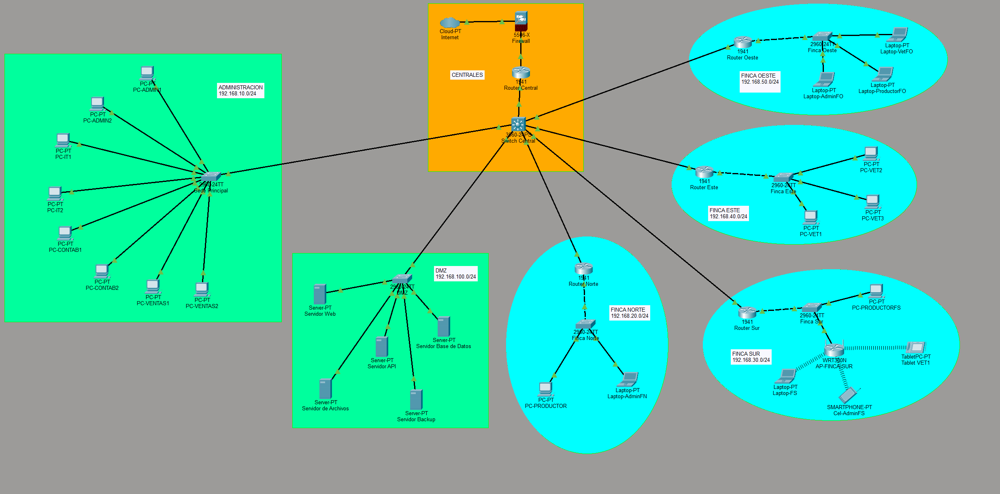 Cloud-PT
Internet
5506-X
Firewall
CENTRALES
1941
Router Central
3560-24PS
Switch Central
ADMINISTRACION
192.168.10.0/24
PC-PT
PC-ADMIN1
PC-PT
PC-ADMIN2
PC-PT
PC-IT1
PC-PT
PC-IT2
PC-PT
PC-CONTAB1
PC-PT
PC-CONTAB2
PC-PT
PC-VENTAS1
PC-PT
PC-VENTAS2
2960-24TT
Sede Principal
DMZ
192.168.100.0/24
2960-24TT
DMZ
Server-PT
Servidor Web
Server-PT
Servidor Base de Datos
Server-PT
Servidor API
Server-PT
Servidor de Archivos
Server-PT
Servidor Backup
1941
Router Norte
FINCA NORTE
192.168.20.0/24
2960-24TT
Finca Norte
PC-PT
PC-PRODUCTOR
Laptop-PT
Laptop-AdminFN
1941
Router Oeste
2960-24TT
Finca Oeste
Laptop-PT
Laptop-VetFO
FINCA OESTE
192.168.50.0/24
Laptop-PT
Laptop-AdminFO
Laptop-PT
Laptop-ProductorFO
1941
Router Este
2960-24TT
Finca Este
PC-PT
PC-VET2
PC-PT
PC-VET3
PC-PT
PC-VET1
FINCA ESTE
192.168.40.0/24
1941
Router Sur
2960-24TT
Finca Sur
PC-PT
PC-PRODUCTORFS
FINCA SUR
192.168.30.0/24
WRT300N
AP-FINCA-SUR
TabletPC-PT
Tablet VET1
Laptop-PT
Laptop-FS
SMARTPHONE-PT
Cel-AdminFS